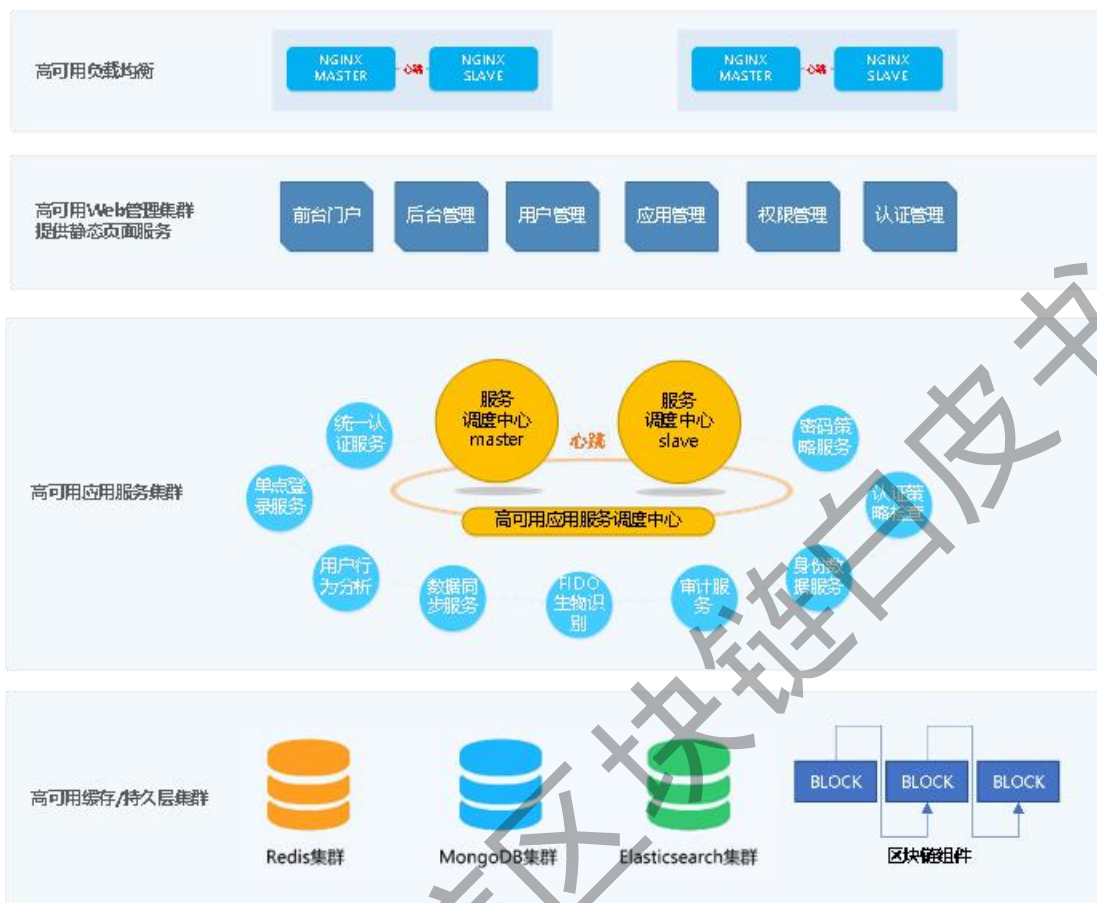 高可用负载均衡
NGINX
MASTER
心跳
NGINX
SLAVE
NGINX
MASTER
心跳
NGINX
SLAVE
高可用Web管理集群
提供静态页面服务
前台门户
后台管理
用户管理
应用管理
权限管理
认证管理
高可用应用服务集群
服务
调度中心
master
心跳
服务
调度中心
slave
高可用应用服务调度中心
统一认
证服务
单点登
录服务
用户行
为分析
数据同
步服务
FIDO
生物识
别
审计服
务
身份数
据服务
认证策
略检查
密码策
略服务
高可用缓存/持久层集群
Redis集群
MongoDB集群
Elasticsearch集群
BLOCK
BLOCK
BLOCK
区块链组件
区块链白皮书